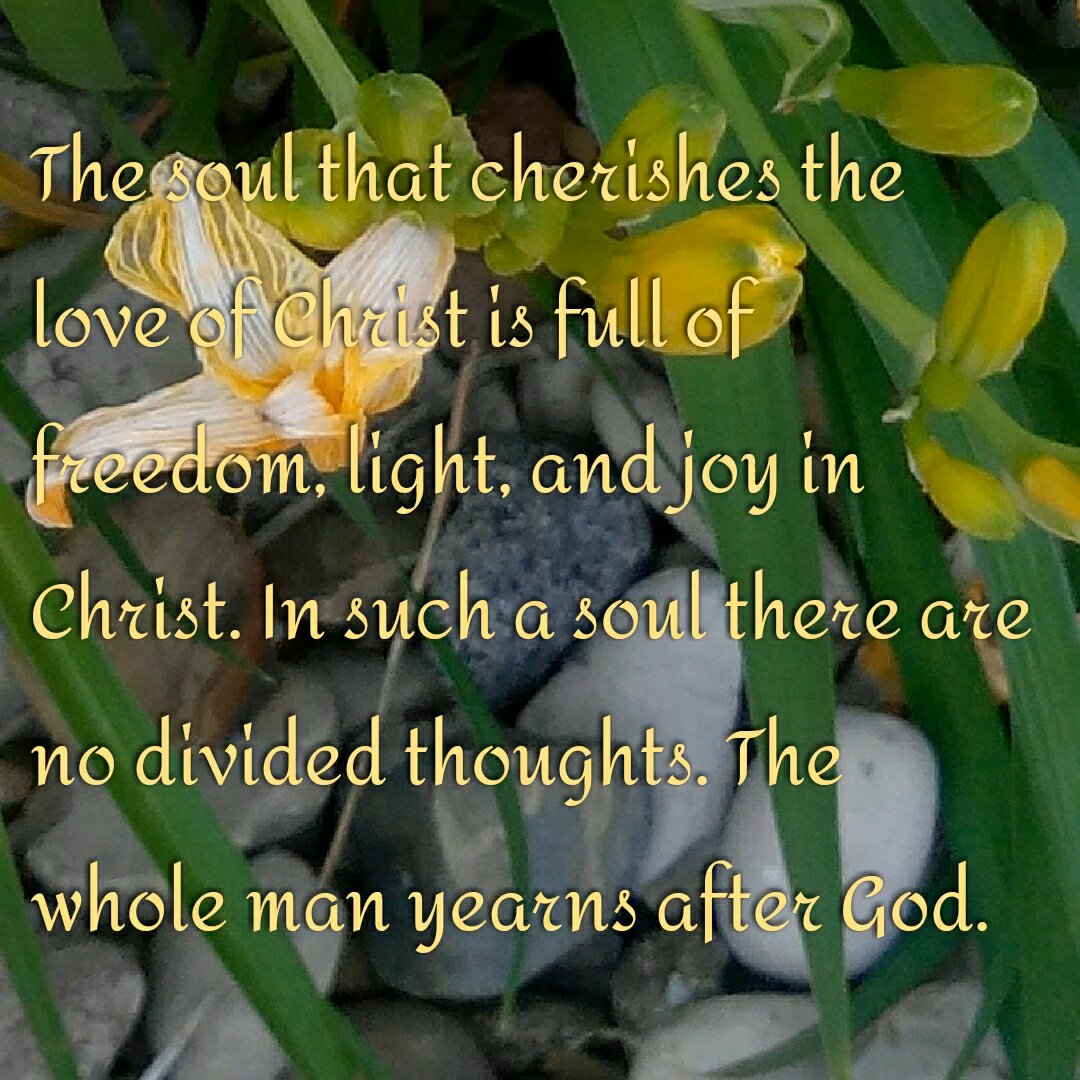 The soul that cherishes the
love of Christ is full of
freedom, light, and joy in
Christ. In such a soul there are
no divided thoughts. The
whole man yearns after God.